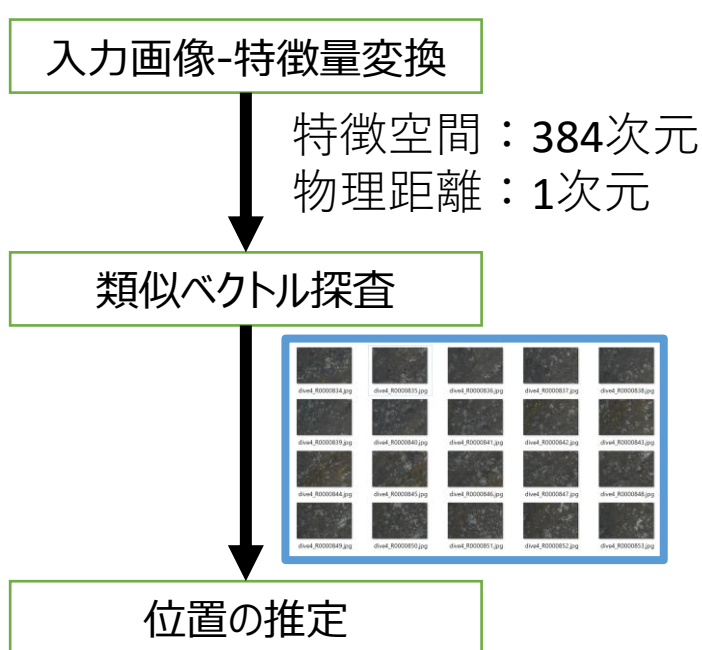 入力画像-特徴量変換
特徴空間：384次元
物理距離：1次元
類似ベクトル探査
dive4_R0000834.jpg dive4_R0000835.jpg dive4_R0000836.jpg dive4_R0000837.jpg dive4_R0000838.jpg
dive4_R0000839.jpg dive4_R0000840.jpg dive4_R0000841.jpg dive4_R0000842.jpg dive4_R0000843.jpg
dive4_R0000844.jpg dive4_R0000845.jpg dive4_R0000846.jpg dive4_R0000847.jpg dive4_R0000848.jpg
dive4_R0000849.jpg dive4_R0000850.jpg dive4_R0000851.jpg dive4_R0000852.jpg dive4_R0000853.jpg
位置の推定